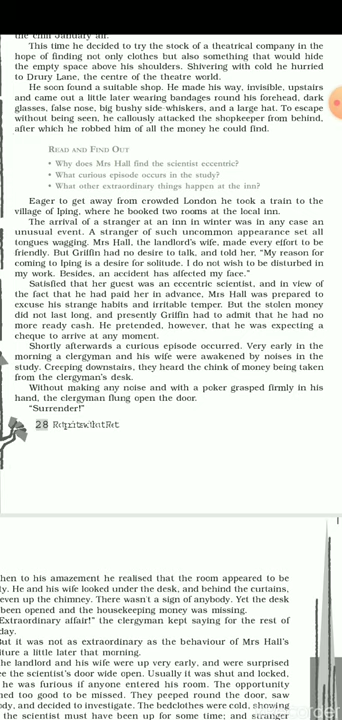 the chill January air.
This time he decided to try the stock of a theatrical company in the
hope of finding not only clothes but also something that would hide
the empty space above his shoulders. Shivering with cold he hurried
to Drury Lane, the centre of the theatre world.
He soon found a suitable shop. He made his way, invisible, upstairs
and came out a little later wearing bandages round his forehead, dark
glasses, false nose, big bushy side-whiskers, and a large hat. To escape
without being seen, he callously attacked the shopkeeper from behind,
after which he robbed him of all the money he could find.
READ AND FIND OUT
• Why does Mrs Hall find the scientist eccentric?
• What curious episode occurs in the study?
• What other extraordinary things happen at the inn?
Eager to get away from crowded London he took a train to the
village of Iping, where he booked two rooms at the local inn.
The arrival of a stranger at an inn in winter was in any case an
unusual event. A stranger of such uncommon appearance set all
tongues wagging. Mrs Hall, the landlord's wife, made every effort to be
friendly. But Griffin had no desire to talk, and told her, "My reason for
coming to Iping is a desire for solitude. I do not wish to be disturbed in
my work. Besides, an accident has affected my face."
Satisfied that her guest was an eccentric scientist, and in view of
the fact that he had paid her in advance, Mrs Hall was prepared to
excuse his strange habits and irritable temper. But the stolen money
did not last long, and presently Griffin had to admit that he had no
more ready cash. He pretended, however, that he was expecting a
cheque to arrive at any moment.
Shortly afterwards a curious episode occurred. Very early in the
morning a clergyman and his wife were awakened by noises in the
study. Creeping downstairs, they heard the chink of money being taken
from the clergyman's desk.
Without making any noise and with a poker grasped firmly in his
hand, the clergyman flung open the door.
"Surrender!"
28
hen to his amazement he realised that the room appeared to be
ty. He and his wife looked under the desk, and behind the curtains,
even up the chimney. There wasn't a sign of anybody. Yet the desk
been opened and the housekeeping money was missing.
Extraordinary affair!" the clergyman kept saying for the rest of
day.
But it was not as extraordinary as the behaviour of Mrs Hall's
iture a little later that morning.
he landlord and his wife were up very early, and were surprised
ee the scientist's door wide open. Usually it was shut and locked,
he was furious if anyone entered his room. The opportunity
ned too good to be missed. They peeped round the door, saw
ody, and decided to investigate. The bedclothes were cold, showing
the scientist must have been up for some time; and stranger